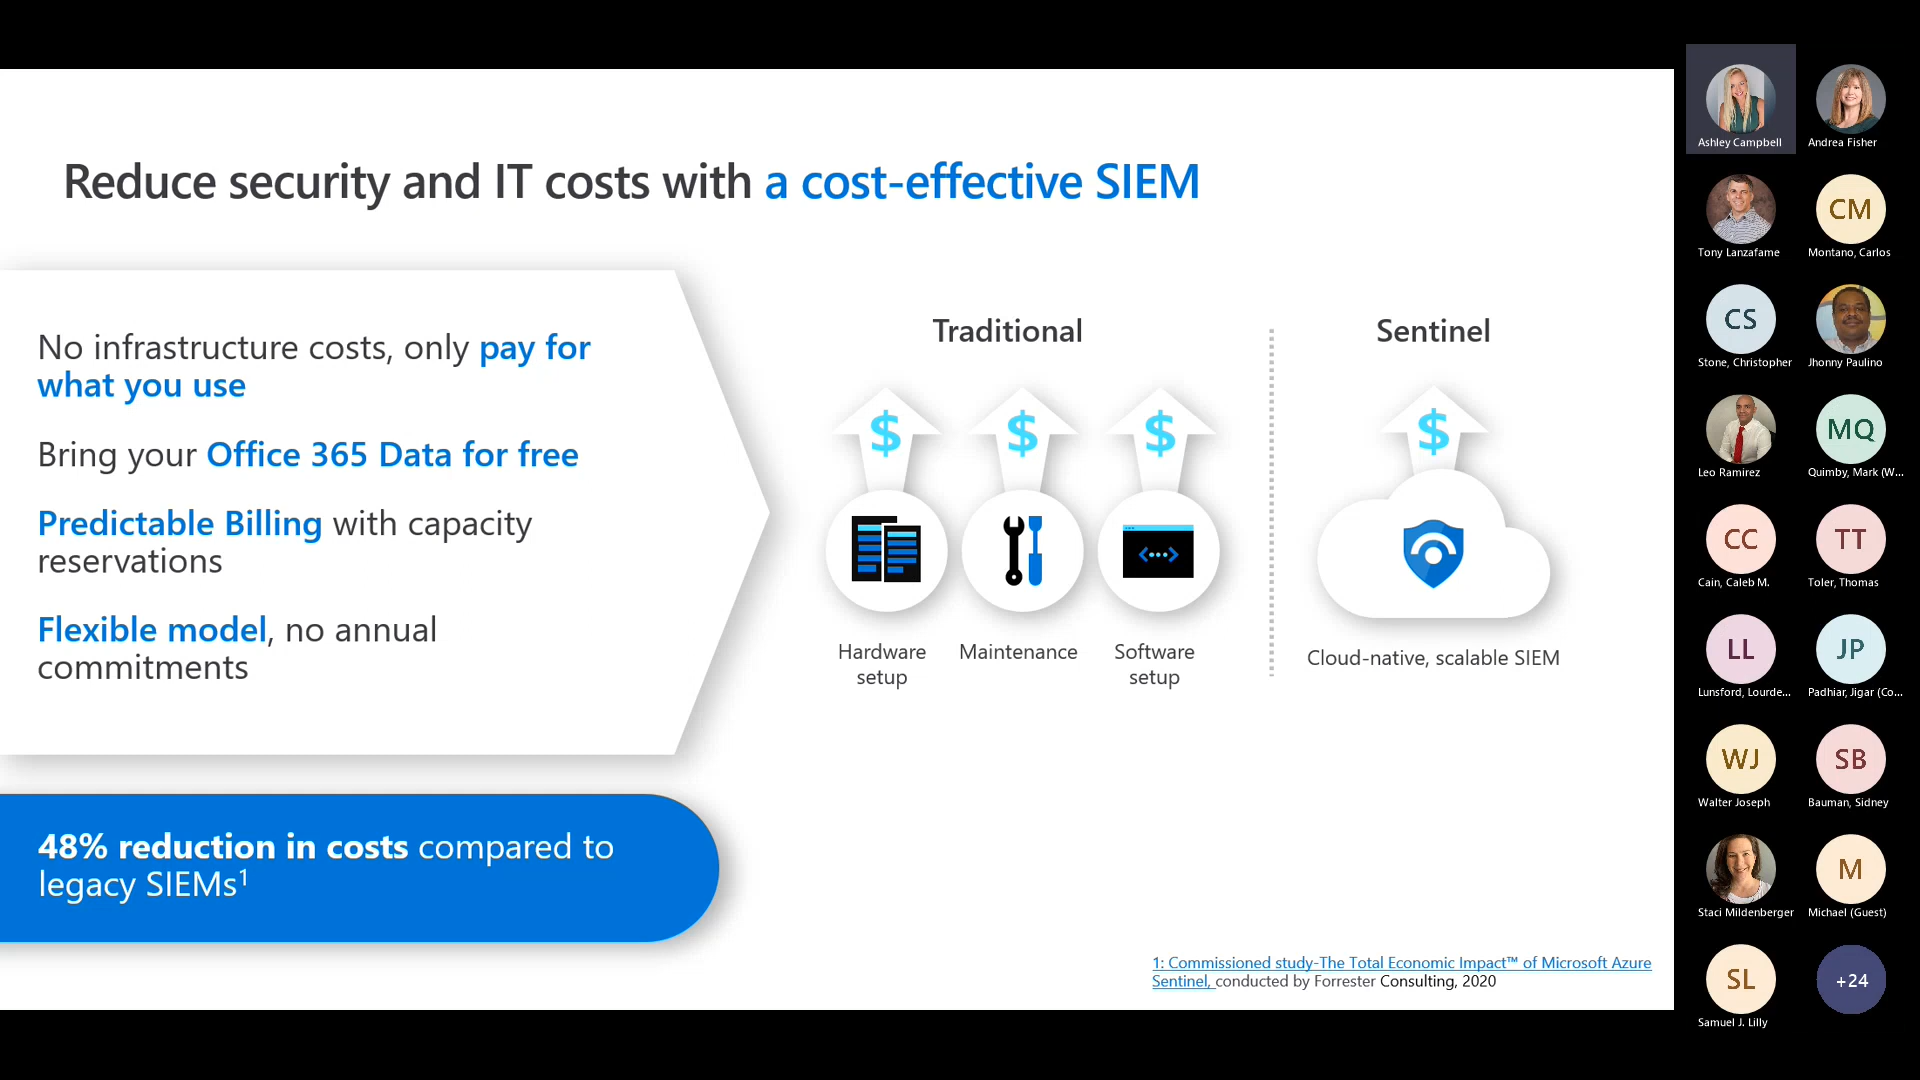 Reduce security and IT costs with a cost-effective SIEM
No infrastructure costs, only pay for
what you use
Bring your Office 365 Data for free
Predictable Billing with capacity
reservations
Flexible model, no annual
commitments
48% reduction in costs compared to
legacy SIEMs1
Traditional
$ $ $
Hardware
setup
Maintenance
Software
setup
Sentinel
$
Cloud-native, scalable SIEM
1: Commissioned study-The Total Economic Impact™ of Microsoft Azure
Sentinel, conducted by Forrester Consulting, 2020
Ashley Campbell
Andrea Fisher
Tony Lanzafame
CM
Montano, Carlos
CS
Stone, Christopher
Jhonny Paulino
Leo Ramirez
MQ
Quimby, Mark (W...
CC
Cain, Caleb M.
TT
Toler, Thomas
LL
Lunsford, Lourde...
JP
Padhiar, Jigar (Co...
WJ
Walter Joseph
SB
Bauman, Sidney
Staci Mildenberger
M
Michael (Guest)
SL
Samuel J. Lilly
+24